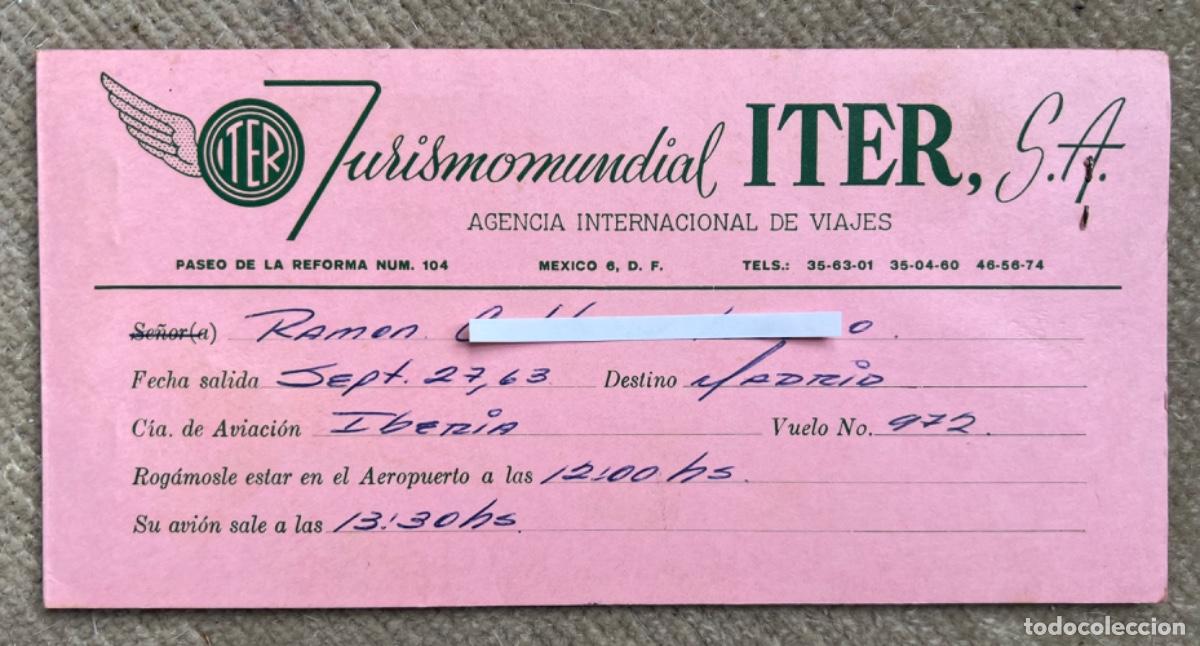 ITER Turismomundial ITER, S.A.
AGENCIA INTERNACIONAL DE VIAJES
PASEO DE LA REFORMA NUM. 104 MEXICO 6, D. F. TELS.: 35-63-01 35-04-60 46-56-74
Señor(a) Ramon
Fecha salida Sept. 27, 63 Destino Madrid
Cía. de Aviación Iberia Vuelo No. 972
Rogámosle estar en el Aeropuerto a las 12:00 hs.
Su avión sale a las 13:30 hs
todocoleccion